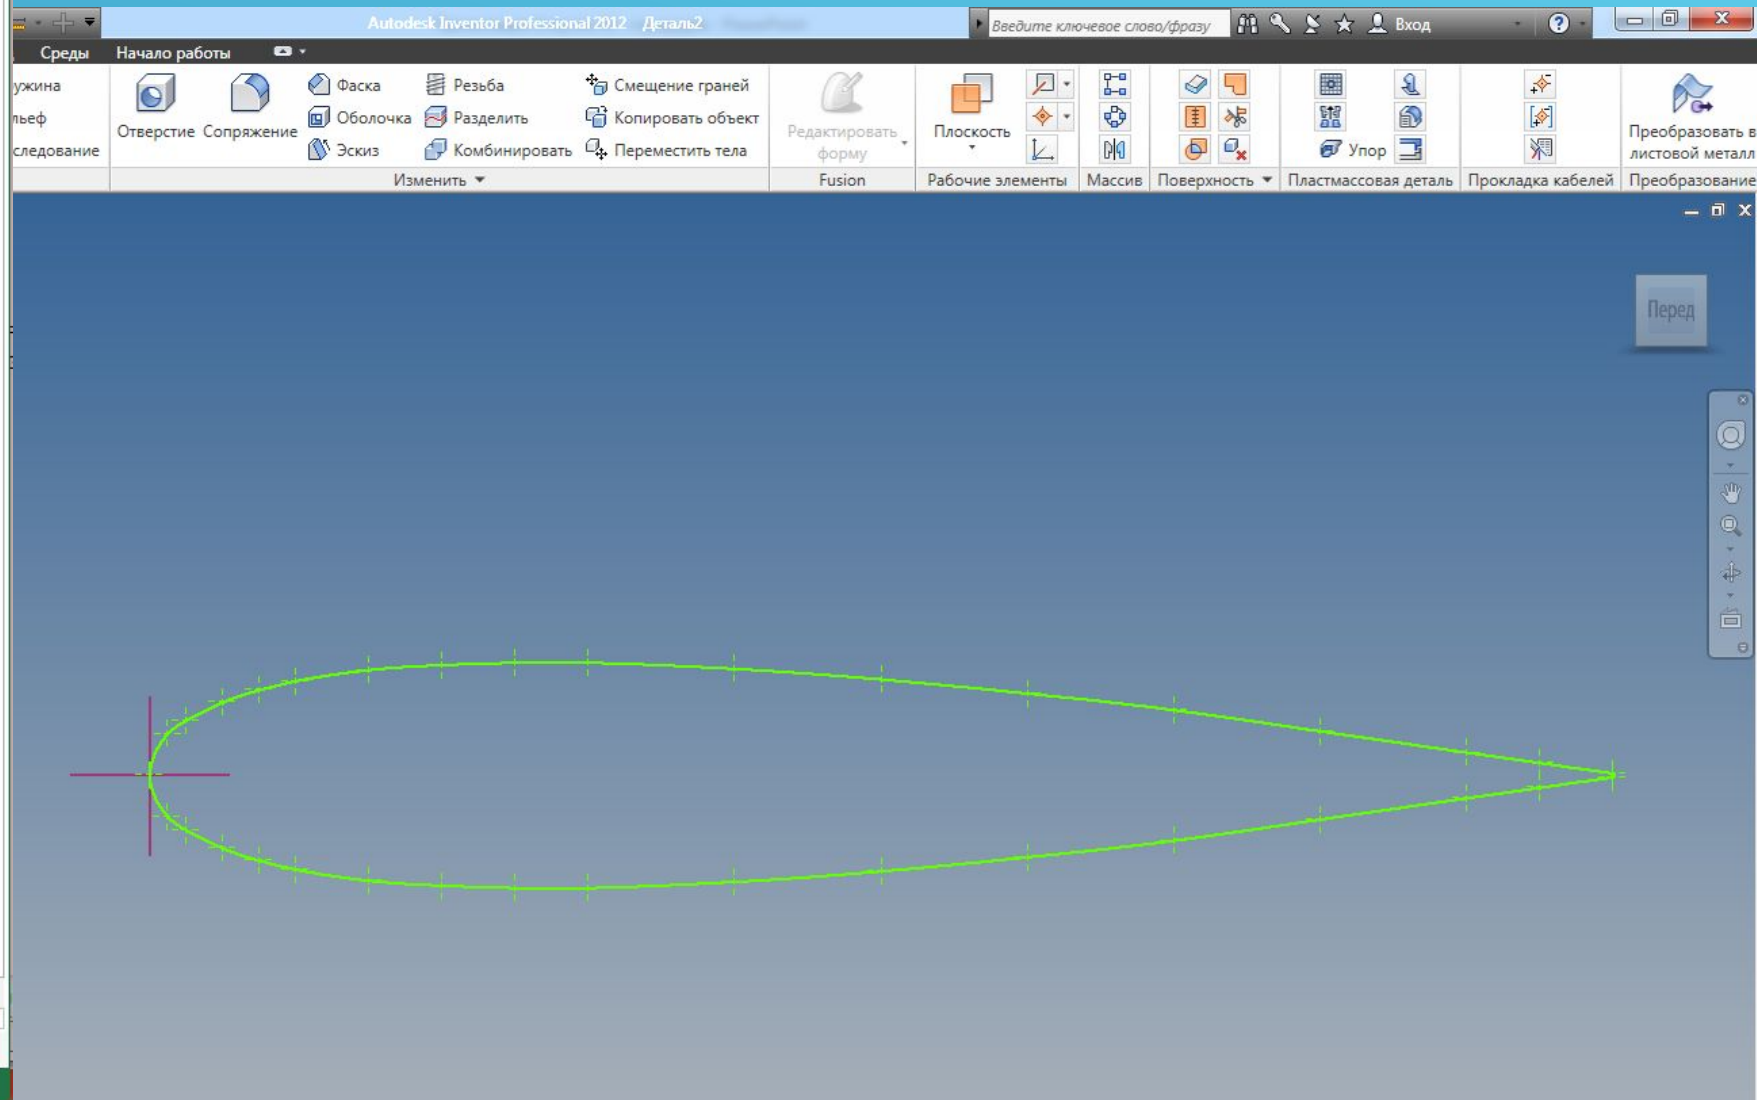 Autodesk Inventor Professional 2012 Деталь2
Введите ключевое слово/фразу
Вход
Среды Начало работы
ужина
льеф
следование
Отверстие Сопряжение
Фаска Резьба Смещение граней
Оболочка Разделить Копировать объект
Эскиз Комбинировать Переместить тела
Редактировать
форму
Плоскость
Упор
Преобразовать в
листовой металл
Изменить Fusion Рабочие элементы Массив Поверхность Пластмассовая деталь Прокладка кабелей Преобразование
Перед